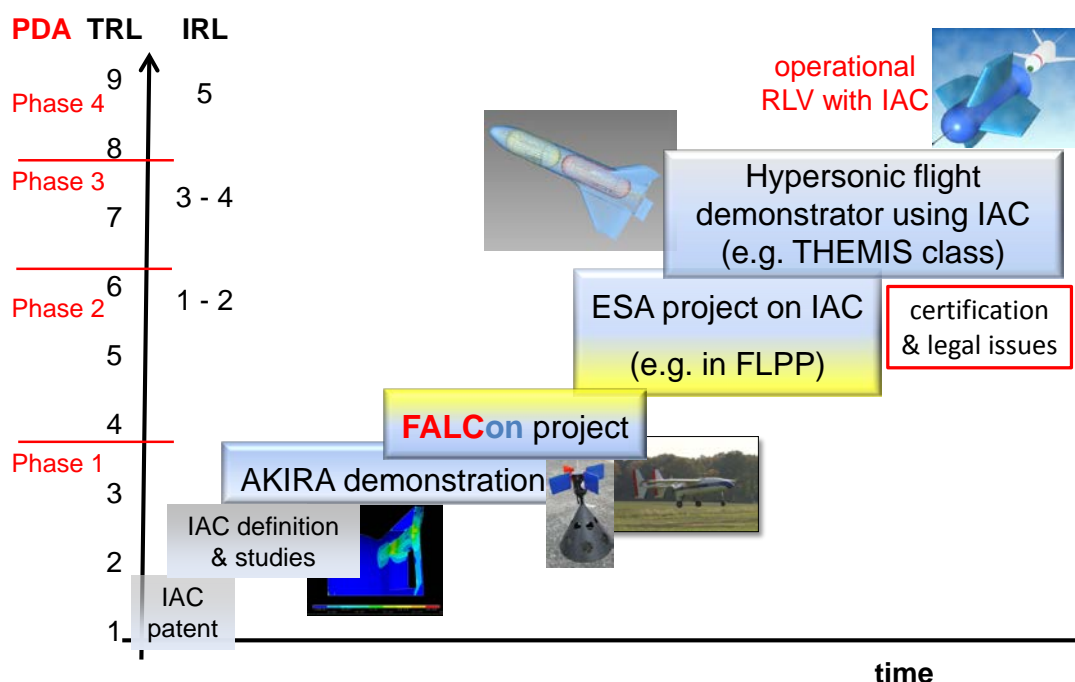 PDA TRL IRL
9
Phase 4
5
8
Phase 3
3 - 4
7
6
Phase 2
1 - 2
5
4
Phase 1
3
2
1
operational
RLV with IAC
Hypersonic flight
demonstrator using IAC
(e.g. THEMIS class)
ESA project on IAC
(e.g. in FLPP)
certification
& legal issues
FALCon project
AKIRA demonstration
IAC definition
& studies
IAC
patent
time